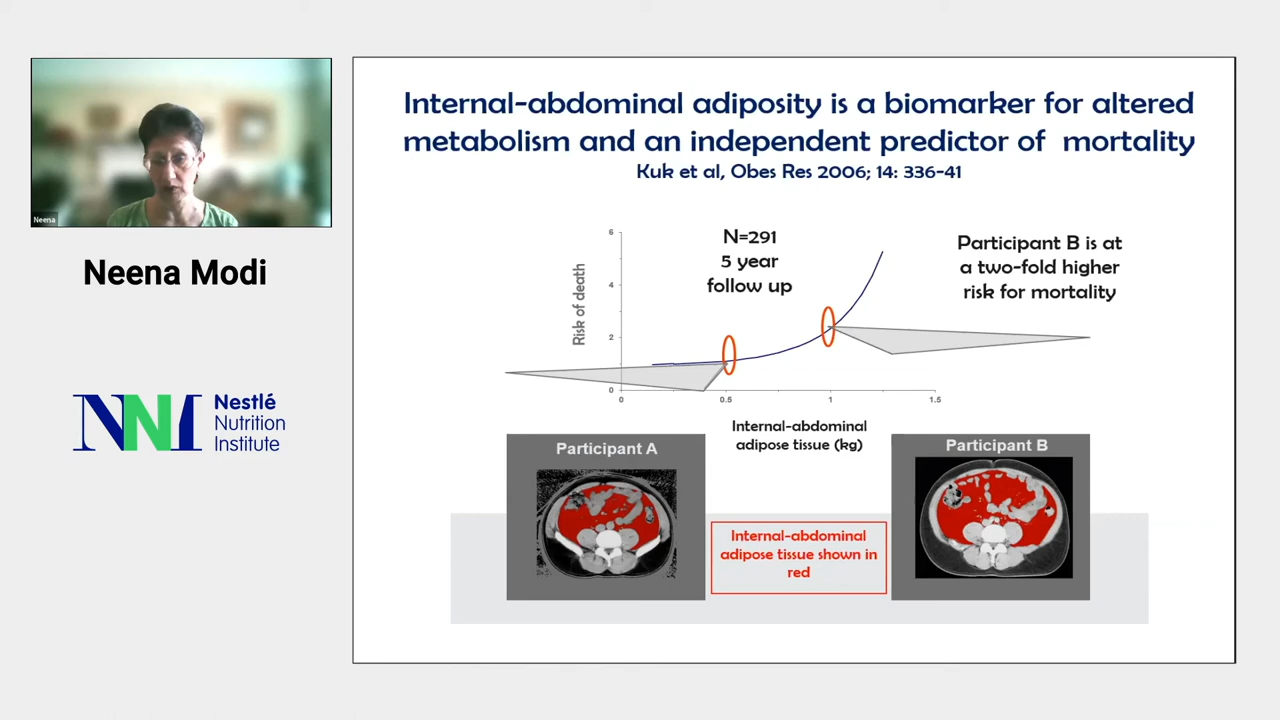 Neena
Neena Modi
NNI
Nestlé
Nutrition
Institute
Internal-abdominal adiposity is a biomarker for altered
metabolism and an independent predictor of mortality
Kuk et al, Obes Res 2006; 14: 336-41
N=291
5 year
follow up
Participant B is at
a two-fold higher
risk for mortality
Risk of death
6
4
2
0
0
0.5
1
1.5
Internal-abdominal
adipose tissue (kg)
Participant A
Participant B
Internal-abdominal
adipose tissue shown in
red